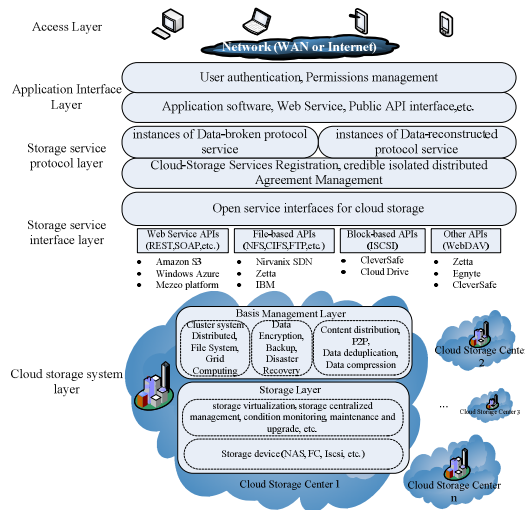 Access Layer
Network (WAN or Internet)
Application Interface
Layer
User authentication, Permissions management
Application software, Web Service, Public API interface,etc.
Storage service
protocol layer
instances of Data-broken protocol
service
instances of Data-reconstructed
protocol service
Cloud-Storage Services Registration, credible isolated distributed
Agreement Management
Storage service
interface layer
Open service interfaces for cloud storage
Web Service APIs
(REST,SOAP,etc.)
File-based APIs
(NFS,CIFS,FTP,etc.)
Block-based APIs
(ISCSI)
Other APIs
(WebDAV)
Amazon S3
Windows Azure
Mezeo platform
Nirvanix SDN
Zetta
IBM
CleverSafe
Cloud Drive
Zetta
Egnyte
CleverSafe
Cloud storage system
layer
Basis Management Layer
Cluster system
Distributed,
File System,
Grid
Computing
Data
Encryption,
Backup,
Disaster
Recovery
Content distribution,
P2P,
Data deduplication,
Data compression
Storage Layer
storage virtualization, storage centralized
management, condition monitoring, maintenance and
upgrade, etc.
Storage device(NAS, FC, Iscsi, etc.)
Cloud Storage Center 1
Cloud Storage Center
2
...
Cloud Storage Center 3
Cloud Storage Center
n